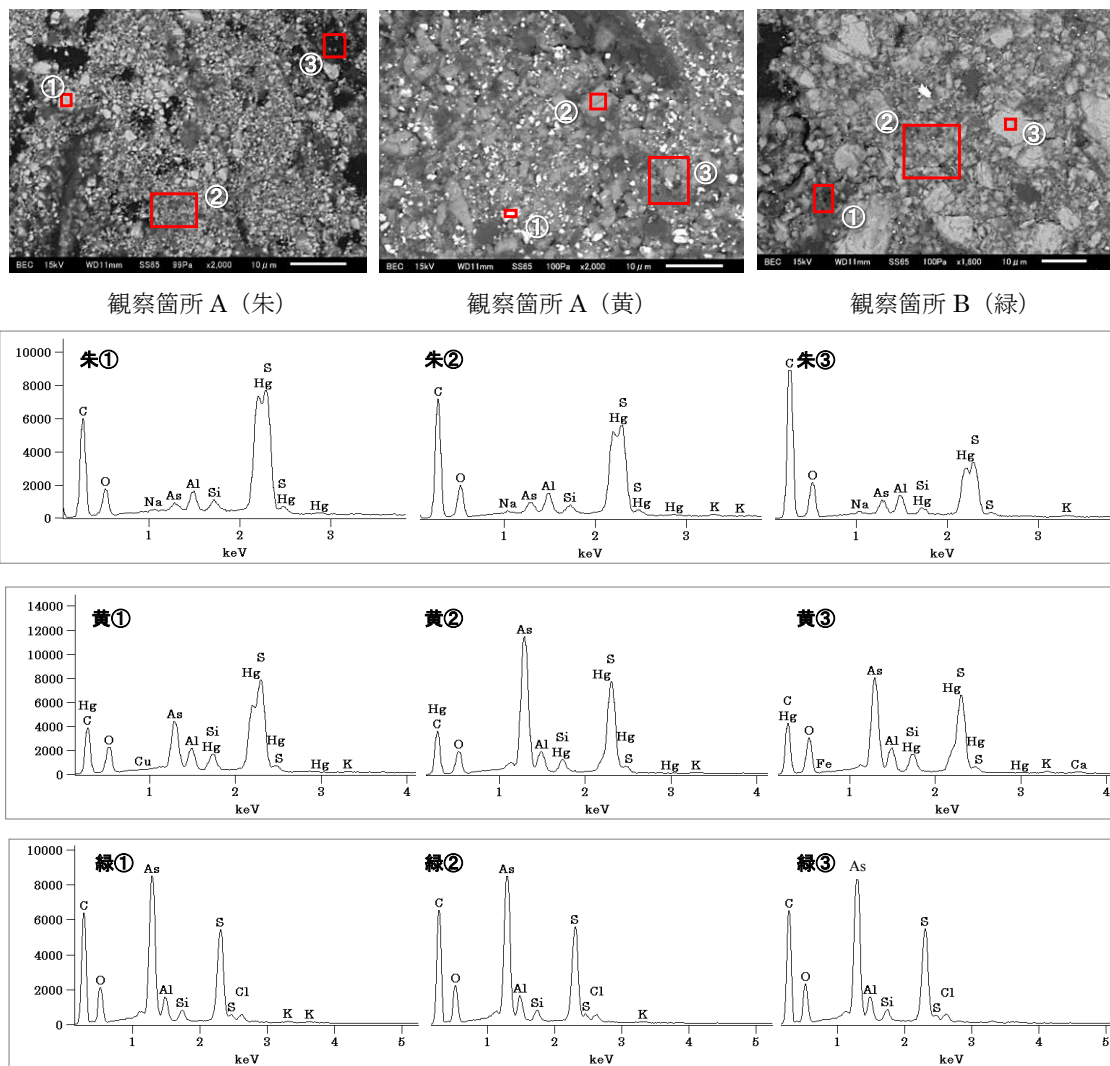 ① ② ③
BEC 15kV WD11mm SS65 99Pa x2,000 10μm
① ② ③
BEC 15kV WD11mm SS65 100Pa x2,000 10μm
① ② ③
BEC 15kV WD11mm SS65 100Pa x1,600 10μm
観察箇所 A（朱）
観察箇所 A（黄）
観察箇所 B（緑）
朱①
10000
8000
6000
4000
2000
0
C O Na As Al Si Hg S S Hg Hg
1 2 3
keV
朱②
C O Na As Al Si Hg S S Hg Hg K K
1 2 3
keV
朱③
C O Na As Al Si Hg Hg S S K
1 2 3
keV
黄①
14000
12000
10000
8000
6000
4000
2000
0
Hg C O Cu As Al Si Hg Hg S Hg S Hg K
1 2 3 4
keV
黄②
Hg C O As Al Si Hg Hg S Hg S Hg K
1 2 3 4
keV
黄③
C Hg O Fe As Al Si Hg Hg S Hg S Hg K Ca
1 2 3 4
keV
緑①
10000
8000
6000
4000
2000
0
C O As Al Si S S Cl K K
1 2 3 4 5
keV
緑②
C O As Al Si S S Cl K
1 2 3 4 5
keV
緑③
C O As Al Si S S Cl
1 2 3 4 5
keV